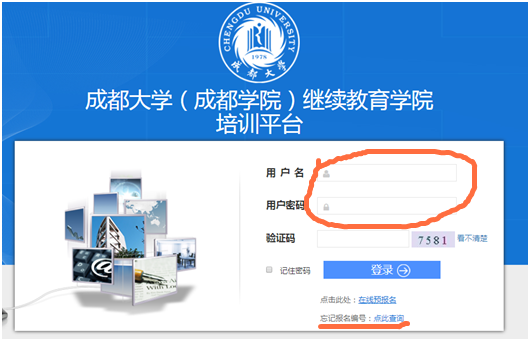 CHENGDU UNIVERSITY
1978
成都大学
成都大学（成都学院）继续教育学院
培训平台
用 户 名
用户密码
验证码
7581
看不清楚
记住密码
登录
点击此处：在线预报名
忘记报名编号：点此查询